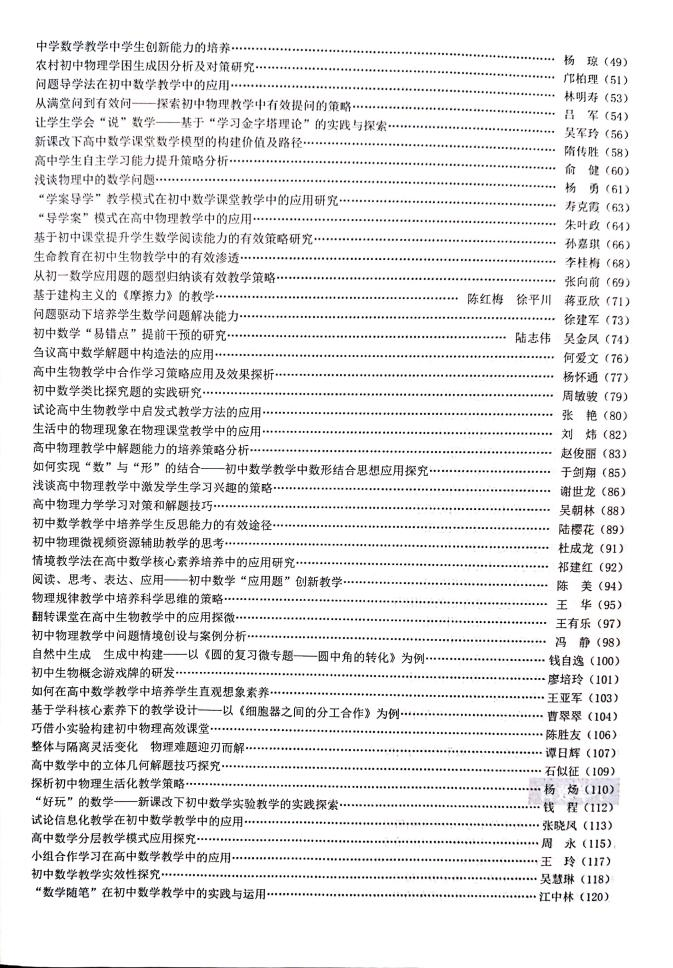 中学数学教学中学生创新能力的培养……………………杨　琼（49）
农村初中物理学困生成因分析及对策研究……………………邝柏理（51）
问题导学法在初中数学教学中的应用……………………林明寿（53）
从满堂问到有效问——探索初中物理教学中有效提问的策略……………………吕　军（54）
让学生学会“说”数学——基于“学习金字塔理论”的实践与探索……………………吴军玲（56）
新课改下高中数学课堂数学模型的构建价值及路径……………………隋传胜（58）
高中学生自主学习能力提升策略分析……………………俞　健（60）
浅谈物理中的数学问题……………………杨　勇（61）
“学案导学”教学模式在初中数学课堂教学中的应用研究……………………寿克霞（63）
“导学案”模式在高中物理教学中的应用……………………朱叶政（64）
基于初中课堂提升学生数学阅读能力的有效策略研究……………………孙嘉琪（66）
生命教育在初中生物教学中的有效渗透……………………李桂梅（68）
从初一数学应用题的题型归纳谈有效教学策略……………………张向前（69）
基于建构主义的《摩擦力》的教学……………………陈红梅　徐平川　蒋亚欣（71）
问题驱动下培养学生数学问题解决能力……………………徐建军（73）
初中数学“易错点”提前干预的研究……………………陆志伟　吴金凤（74）
刍议高中数学解题中构造法的应用……………………何爱文（76）
高中生物教学中合作学习策略应用及效果探析……………………杨怀通（77）
初中数学类比探究题的实践研究……………………周敏骏（79）
试论高中生物教学中启发式教学方法的应用……………………张　艳（80）
生活中的物理现象在物理课堂教学中的应用……………………刘　炜（82）
高中物理教学中解题能力的培养策略分析……………………赵俊丽（83）
如何实现“数”与“形”的结合——初中数学教学中数形结合思想应用探究……………………于剑翔（85）
浅谈高中物理教学中激发学生学习兴趣的策略……………………谢世龙（86）
高中物理力学学习对策和解题技巧……………………吴朝林（88）
初中数学教学中培养学生反思能力的有效途径……………………陆樱花（89）
初中物理微视频资源辅助教学的思考……………………杜成龙（91）
情境教学法在高中数学核心素养培养中的应用研究……………………祁建红（92）
阅读、思考、表达、应用——初中数学“应用题”创新教学……………………陈　美（94）
物理规律教学中培养科学思维的策略……………………王　华（95）
翻转课堂在高中生物教学中的应用探微……………………王有乐（97）
初中物理教学中问题情境创设与案例分析……………………冯　静（98）
自然中生成　生成中构建——以《圆的复习微专题——圆中角的转化》为例……………………钱自逸（100）
初中生物概念游戏牌的研发……………………廖培玲（101）
如何在高中数学教学中培养学生直观想象素养……………………王亚军（103）
基于学科核心素养下的教学设计——以《细胞器之间的分工合作》为例……………………曹翠翠（104）
巧借小实验构建初中物理高效课堂……………………陈胜友（106）
整体与隔离灵活变化　物理难题迎刃而解……………………谭日辉（107）
高中数学中的立体几何解题技巧探究……………………石似征（109）
探析初中物理生活化教学策略……………………杨　炀（110）
“好玩”的数学——新课改下初中数学实验教学的实践探索……………………钱　程（112）
试论信息化教学在初中数学教学中的应用……………………张晓凤（113）
高中数学分层教学模式应用探究……………………周　永（115）
小组合作学习在高中数学教学中的应用……………………王　玲（117）
初中数学教学实效性探究……………………吴慧琳（118）
“数学随笔”在初中数学教学中的实践与运用……………………江中林（120）